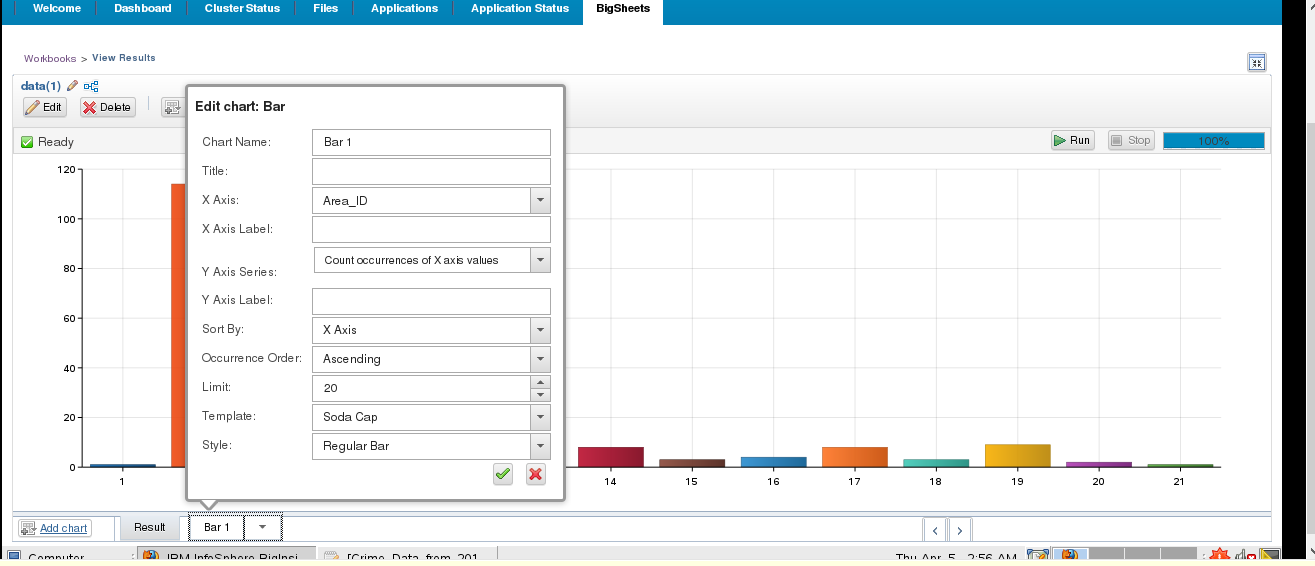 Welcome Dashboard Cluster Status Files Applications Application Status BigSheets
Workbooks > View Results
data(1)
Edit Delete
Ready Run Stop 100%
Edit chart: Bar
Chart Name: Bar 1
Title:
X Axis: Area_ID
X Axis Label:
Y Axis Series: Count occurrences of X axis values
Y Axis Label:
Sort By: X Axis
Occurrence Order: Ascending
Limit: 20
Template: Soda Cap
Style: Regular Bar
120
100
80
60
40
20
0
1 14 15 16 17 18 19 20 21
Add chart Result Bar 1 < >
Computer IBM InfoSphere BigInsi [Crime_Data_from_201 Thu Apr 5, 2:56 AM